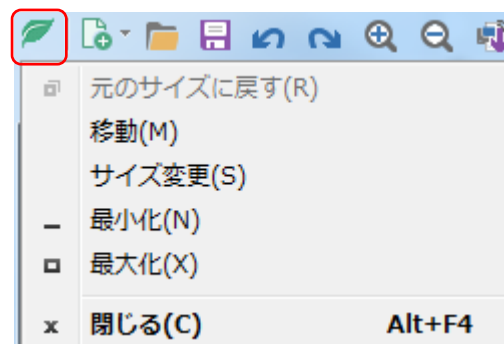 元のサイズに戻す(R)
移動(M)
サイズ変更(S)
最小化(N)
最大化(X)
閉じる(C) Alt+F4